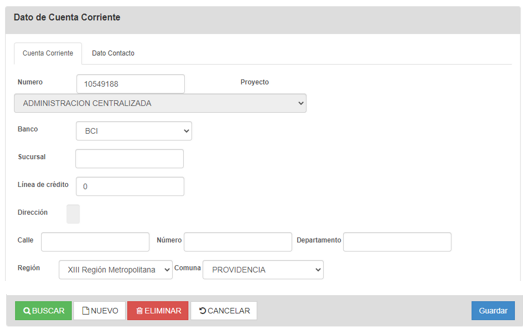 Dato de Cuenta Corriente
Cuenta Corriente Dato Contacto
Numero 10549188 Proyecto
ADMINISTRACION CENTRALIZADA
Banco BCI
Sucursal
Línea de crédito 0
Dirección
Calle Número Departamento
Región XIII Región Metropolitana Comuna PROVIDENCIA
BUSCAR NUEVO ELIMINAR CANCELAR Guardar